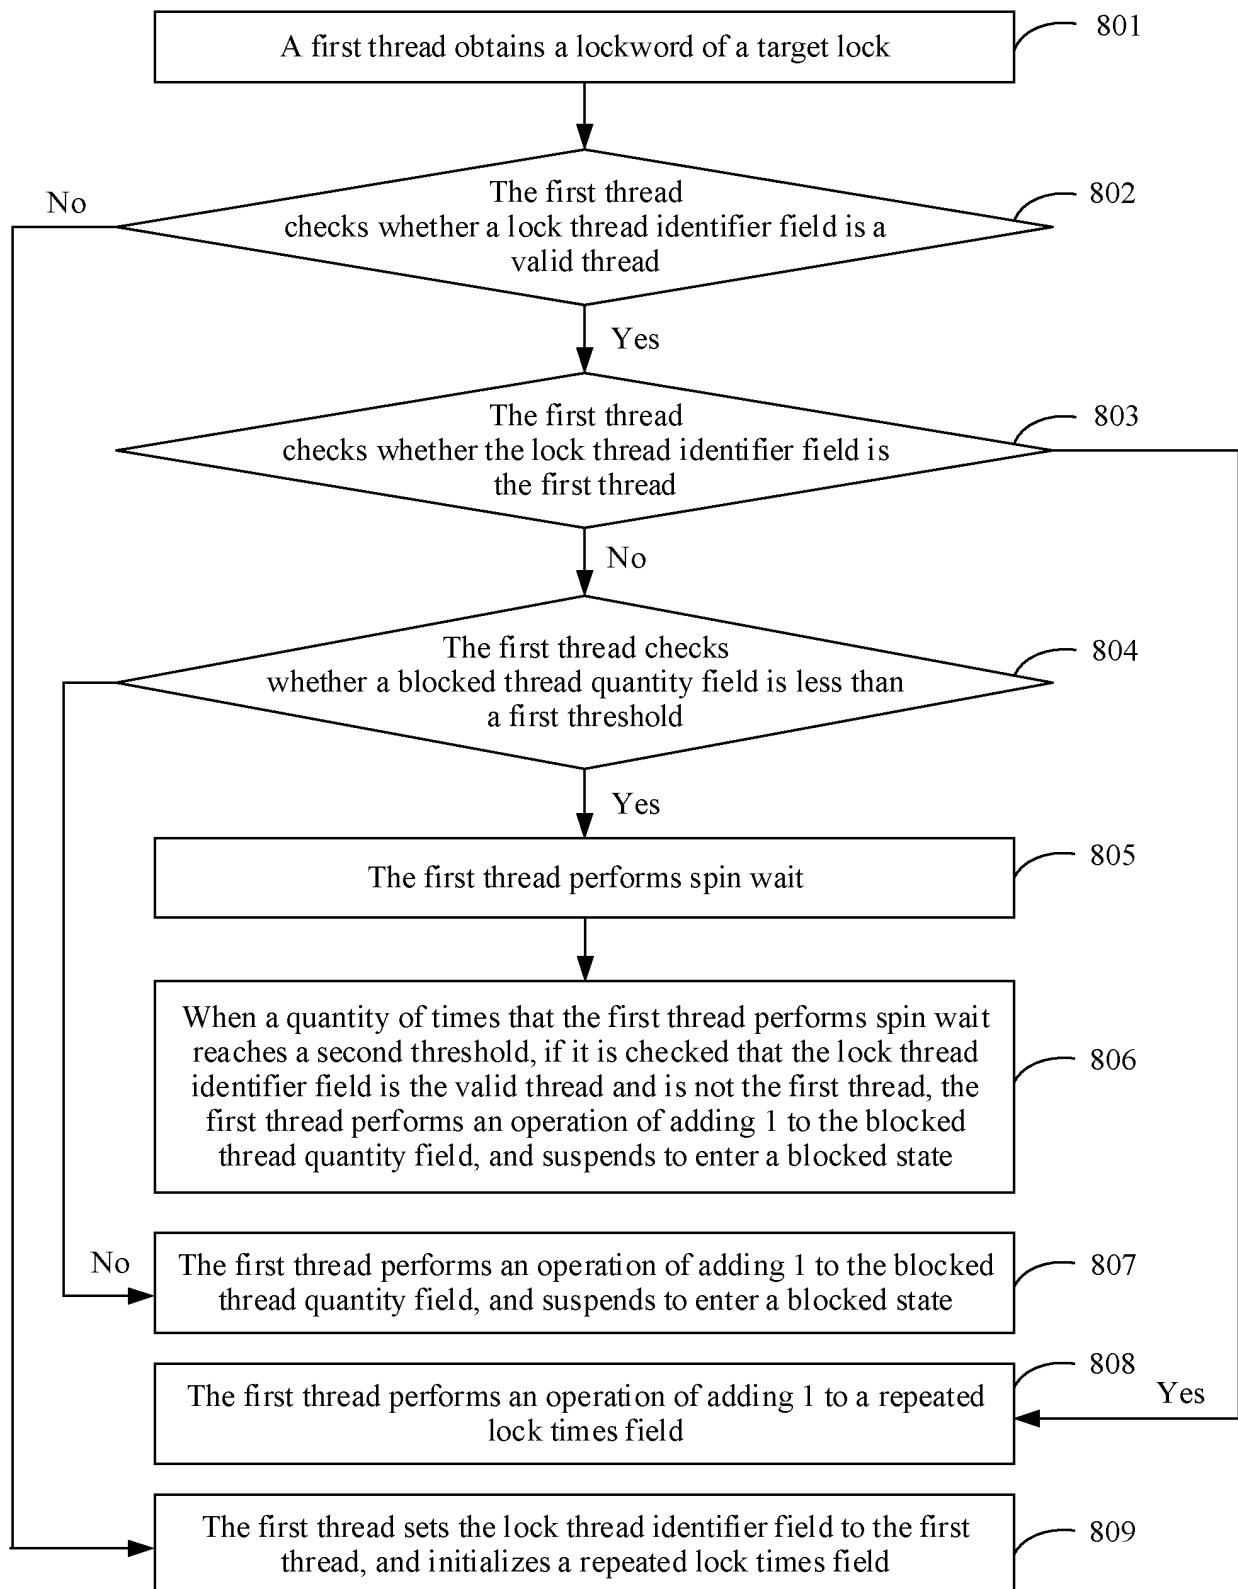 A first thread obtains a lockword of a target lock
801
The first thread
checks whether a lock thread identifier field is a
valid thread
802
No
Yes
The first thread
checks whether the lock thread identifier field is
the first thread
803
No
The first thread checks
whether a blocked thread quantity field is less than
a first threshold
804
Yes
The first thread performs spin wait
805
When a quantity of times that the first thread performs spin wait
reaches a second threshold, if it is checked that the lock thread
identifier field is the valid thread and is not the first thread, the
first thread performs an operation of adding 1 to the blocked
thread quantity field, and suspends to enter a blocked state
806
No
The first thread performs an operation of adding 1 to the blocked
thread quantity field, and suspends to enter a blocked state
807
The first thread performs an operation of adding 1 to a repeated
lock times field
808
Yes
The first thread sets the lock thread identifier field to the first
thread, and initializes a repeated lock times field
809